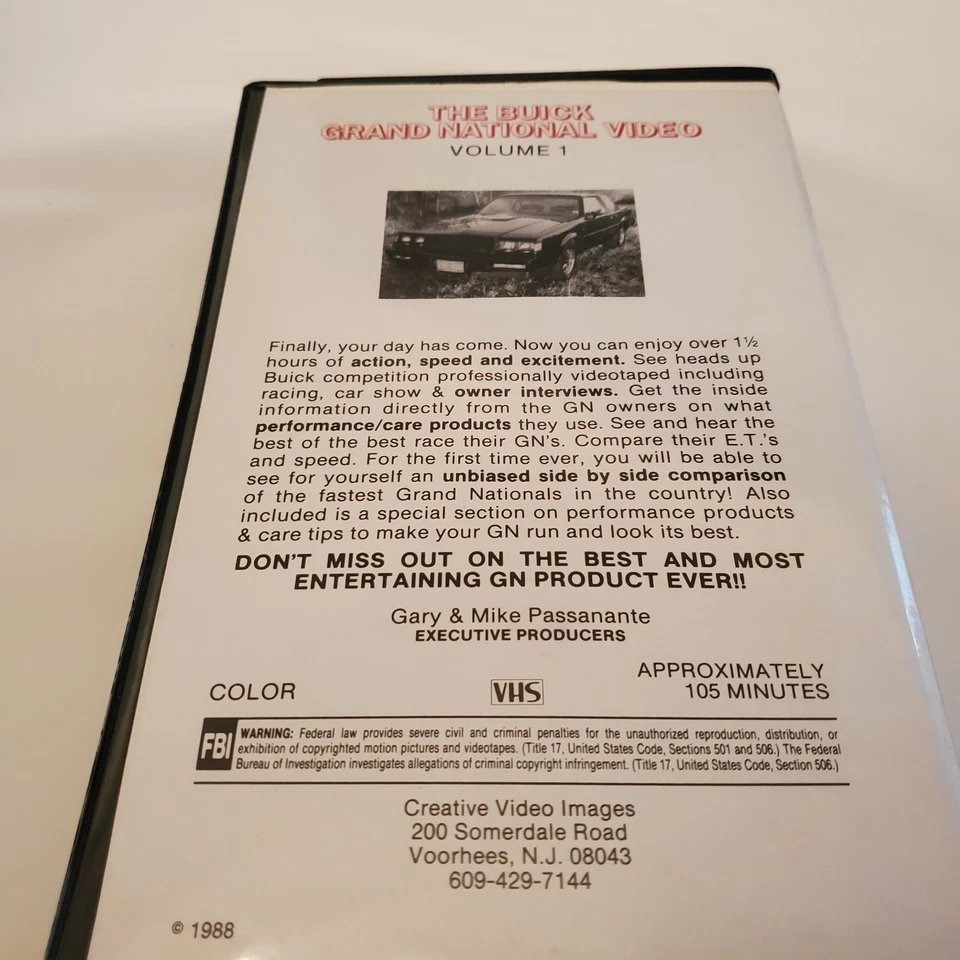 THE BUICK
GRAND NATIONAL VIDEO
VOLUME 1
Finally, your day has come. Now you can enjoy over 1½
hours of action, speed and excitement. See heads up
Buick competition professionally videotaped including
racing, car show & owner interviews. Get the inside
information directly from the GN owners on what
performance/care products they use. See and hear the
best of the best race their GN's. Compare their E.T.'s
and speed. For the first time ever, you will be able to
see for yourself an unbiased side by side comparison
of the fastest Grand Nationals in the country! Also
included is a special section on performance products
& care tips to make your GN run and look its best.
DON'T MISS OUT ON THE BEST AND MOST
ENTERTAINING GN PRODUCT EVER!!
Gary & Mike Passanante
EXECUTIVE PRODUCERS
COLOR
VHS
APPROXIMATELY
105 MINUTES
FBI
WARNING: Federal law provides severe civil and criminal penalties for the unauthorized reproduction, distribution, or
exhibition of copyrighted motion pictures and videotapes. (Title 17, United States Code, Sections 501 and 506.) The Federal
Bureau of Investigation investigates allegations of criminal copyright infringement. (Title 17, United States Code, Section 506.)
Creative Video Images
200 Somerdale Road
Voorhees, N.J. 08043
609-429-7144
© 1988